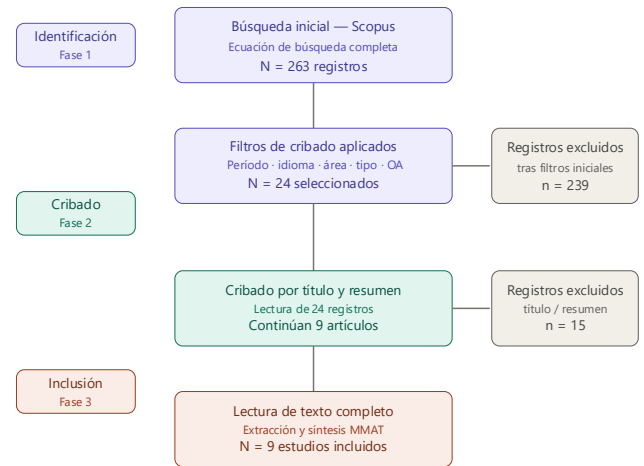 Identificación
Fase 1
Búsqueda inicial — Scopus
Ecuación de búsqueda completa
N = 263 registros
Filtros de cribado aplicados
Período · idioma · área · tipo · OA
N = 24 seleccionados
Registros excluidos
tras filtros iniciales
n = 239
Cribado
Fase 2
Cribado por título y resumen
Lectura de 24 registros
Continúan 9 artículos
Registros excluidos
título / resumen
n = 15
Inclusión
Fase 3
Lectura de texto completo
Extracción y síntesis MMAT
N = 9 estudios incluidos